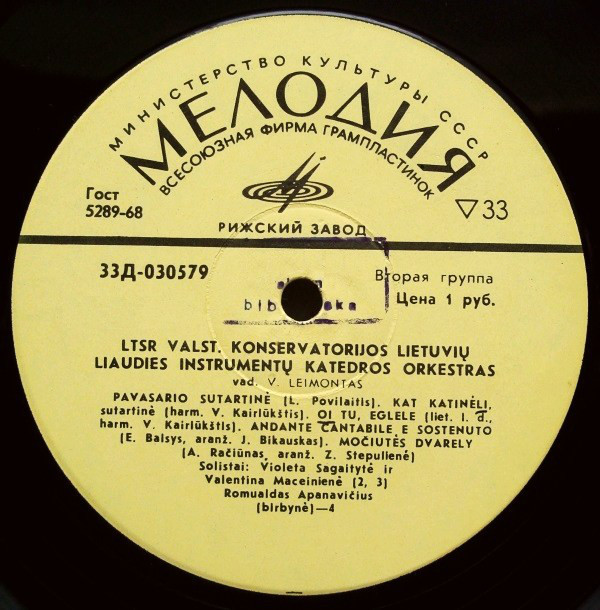 МИНИСТЕРСТВО КУЛЬТУРЫ СССР
МЕЛОДИЯ
ВСЕСОЮЗНАЯ ФИРМА ГРАМПЛАСТИНОК
Гост
5289-68
▽33
РИЖСКИЙ ЗАВОД
33Д-030579
Вторая группа
Цена 1 руб.
LTSR VALST. KONSERVATORIJOS LIETUVIŲ
LIAUDIES INSTRUMENTŲ KATEDROS ORKESTRAS
vad. V. LEIMONTAS
PAVASARIO SUTARTINĖ (L. Povilaitis). KAT KATINĖLI,
sutartinė (harm. V. Kairlūkštis). OI TU, EGLELE (liet. l. d.,
harm. V. Kairlūkštis). ANDANTE CANTABILE E SOSTENUTO
(E. Balsys, aranž. J. Bikauskas). MOČIUTĖS DVARELY
(A. Račiūnas, aranž. Z. Stepulienė)
Solistai: Violeta Sagaitytė ir
Valentina Maceinienė (2, 3)
Romualdas Apanavičius
(birbynė)—4